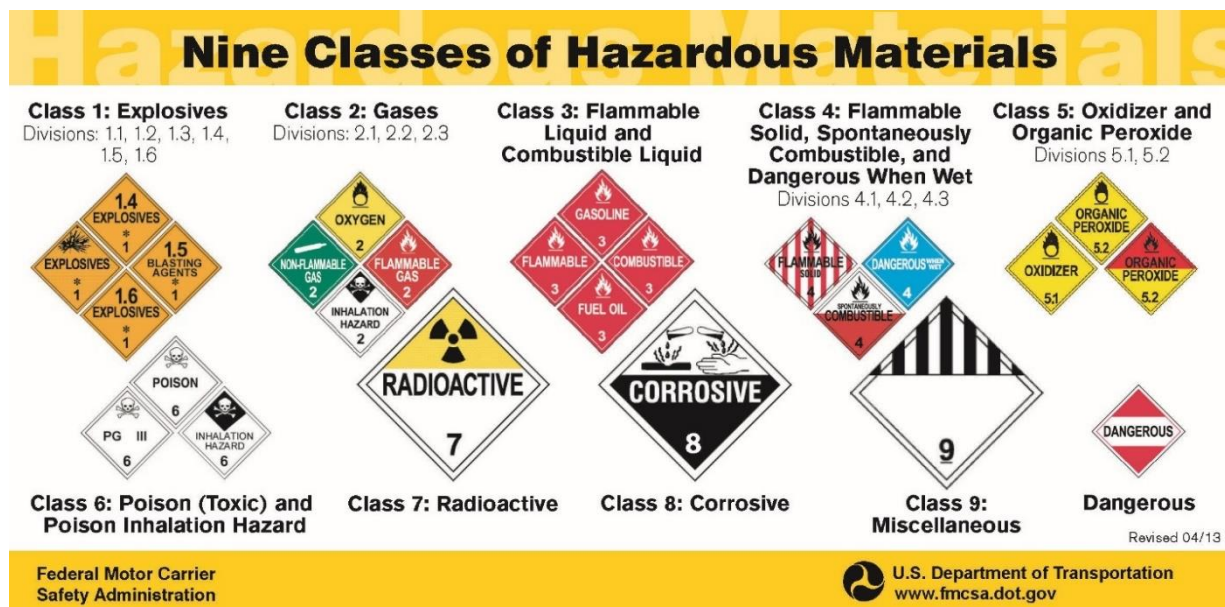 Hazardous Materials
Nine Classes of Hazardous Materials
Class 1: Explosives
Divisions: 1.1, 1.2, 1.3, 1.4,
1.5, 1.6
1.4
EXPLOSIVES
*
1
EXPLOSIVES
*
1
1.5
BLASTING
AGENTS
*
1
1.6
EXPLOSIVES
*
1
Class 2: Gases
Divisions: 2.1, 2.2, 2.3
OXYGEN
2
NON-FLAMMABLE
GAS
2
FLAMMABLE
GAS
2
INHALATION
HAZARD
2
Class 3: Flammable
Liquid and
Combustible Liquid
GASOLINE
3
FLAMMABLE
3
COMBUSTIBLE
3
FUEL OIL
3
Class 4: Flammable
Solid, Spontaneously
Combustible, and
Dangerous When Wet
Divisions 4.1, 4.2, 4.3
FLAMMABLE
SOLID
4
DANGEROUS WHEN WET
4
SPONTANEOUSLY
COMBUSTIBLE
4
Class 5: Oxidizer and
Organic Peroxide
Divisions 5.1, 5.2
ORGANIC
PEROXIDE
5.2
OXIDIZER
5.1
ORGANIC
PEROXIDE
5.2
POISON
6
PG III
6
INHALATION
HAZARD
6
Class 6: Poison (Toxic) and
Poison Inhalation Hazard
RADIOACTIVE
7
Class 7: Radioactive
CORROSIVE
8
Class 8: Corrosive
9
Class 9:
Miscellaneous
DANGEROUS
Dangerous
Revised 04/13
Federal Motor Carrier
Safety Administration
U.S. Department of Transportation
www.fmcsa.dot.gov